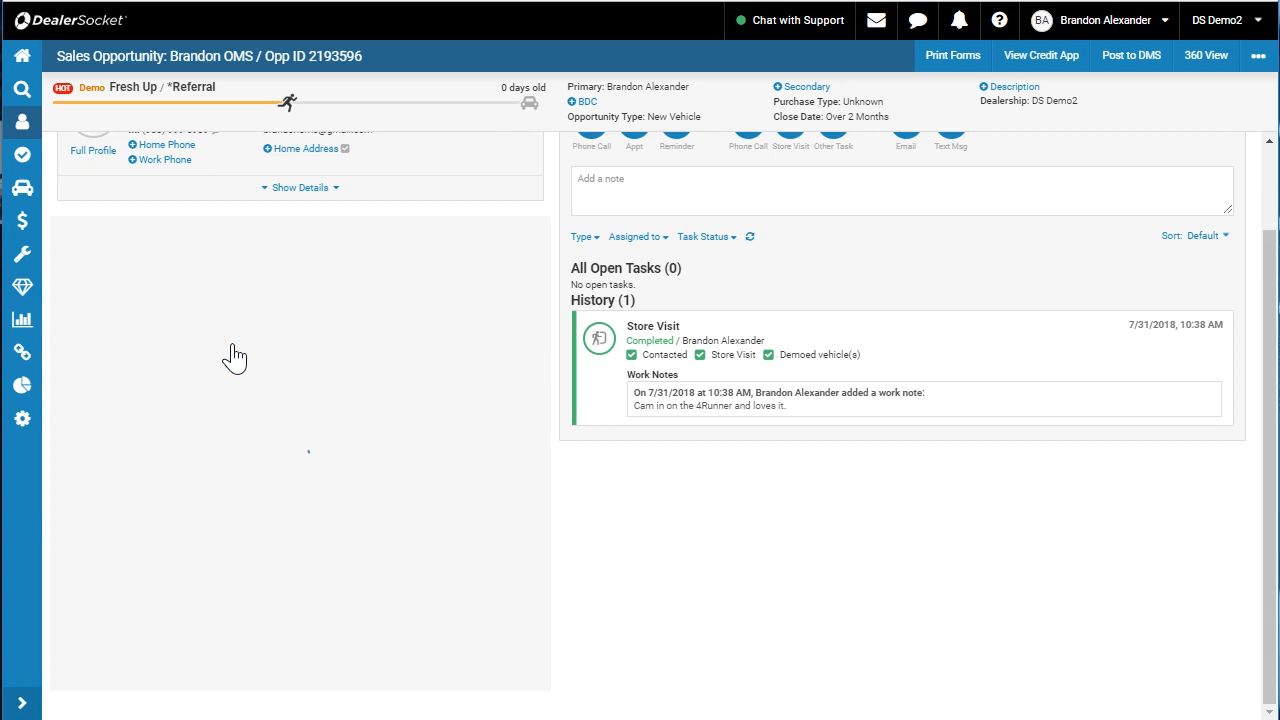 DealerSocket
Chat with Support
BA Brandon Alexander
DS Demo2
Sales Opportunity: Brandon OMS / Opp ID 2193596
Print Forms
View Credit App
Post to DMS
360 View
HOT Demo Fresh Up / *Referral
0 days old
Primary: Brandon Alexander
BDC
Opportunity Type: New Vehicle
Secondary
Purchase Type: Unknown
Close Date: Over 2 Months
Description
Dealership: DS Demo2
Full Profile
Home Phone
Work Phone
Home Address
Show Details
Phone Call
Appt
Reminder
Phone Call
Store Visit
Other Task
Email
Text Msg
Add a note
Type
Assigned to
Task Status
Sort: Default
All Open Tasks (0)
No open tasks.
History (1)
Store Visit
7/31/2018, 10:38 AM
Completed / Brandon Alexander
Contacted
Store Visit
Demoed vehicle(s)
Work Notes
On 7/31/2018 at 10:38 AM, Brandon Alexander added a work note:
Cam in on the 4Runner and loves it.